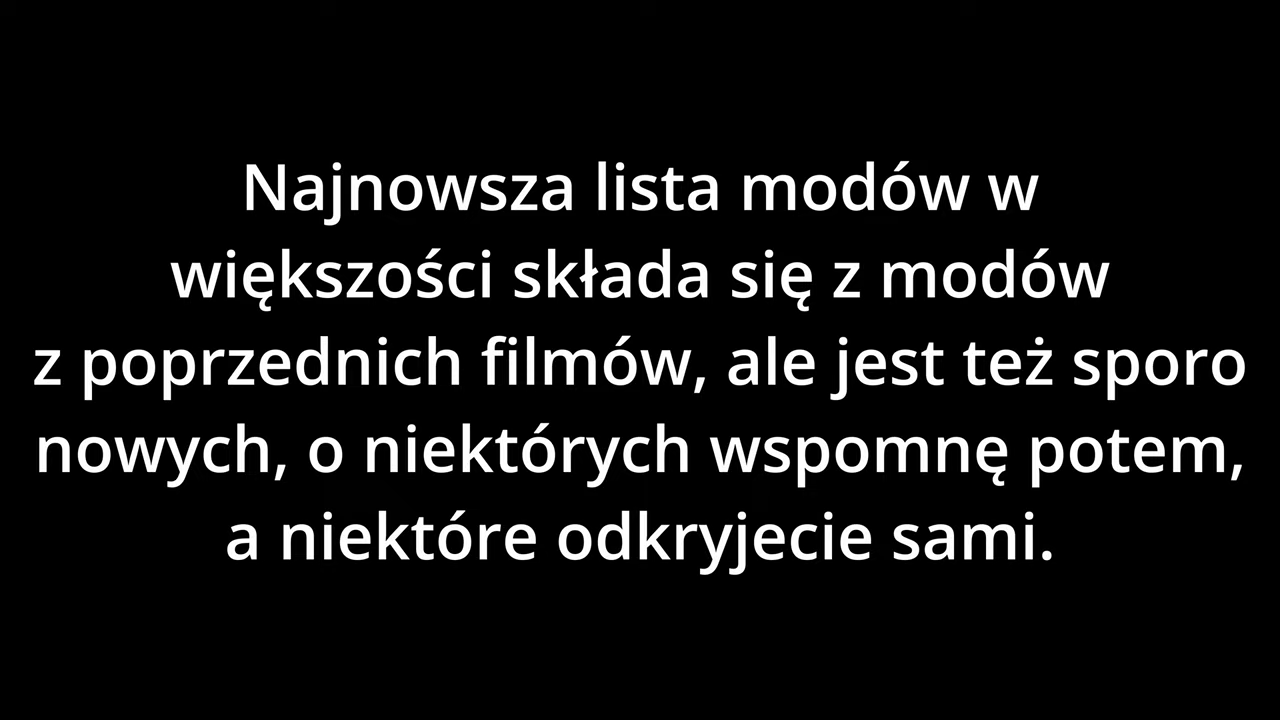 Najnowsza lista modów w
większości składa się z modów
z poprzednich filmów, ale jest też sporo
nowych, o niektórych wspomnę potem,
a niektóre odkryjecie sami.